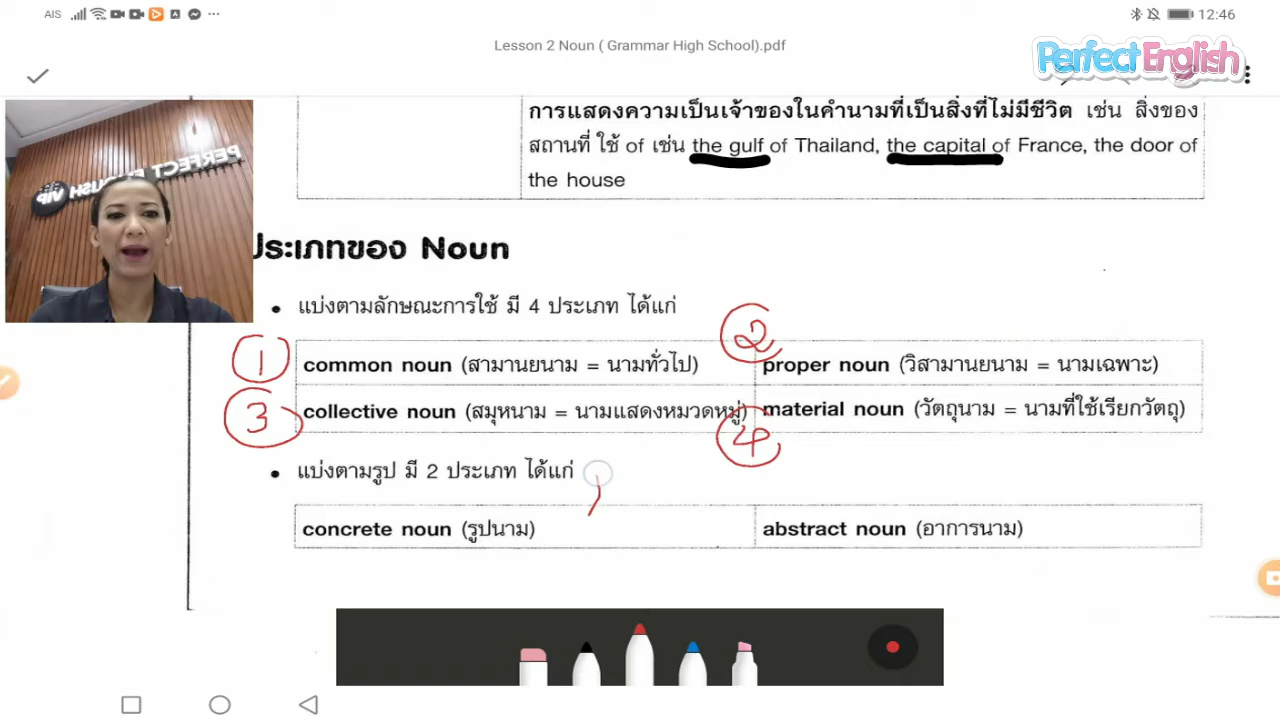 AIS
12:46
Lesson 2 Noun ( Grammar High School).pdf
Perfect English
PERFECT ENGLISH VIP
การแสดงความเป็นเจ้าของในคำนามที่เป็นสิ่งที่ไม่มีชีวิต เช่น สิ่งของ
สถานที่ ใช้ of เช่น the gulf of Thailand, the capital of France, the door of
the house
ประเภทของ Noun
• แบ่งตามลักษณะการใช้ มี 4 ประเภท ได้แก่
1 common noun (สามานยนาม = นามทั่วไป) 2 proper noun (วิสามานยนาม = นามเฉพาะ)
3 collective noun (สมุหนาม = นามแสดงหมวดหมู่) 4 material noun (วัตถุนาม = นามที่ใช้เรียกวัตถุ)
• แบ่งตามรูป มี 2 ประเภท ได้แก่
concrete noun (รูปนาม) abstract noun (อาการนาม)